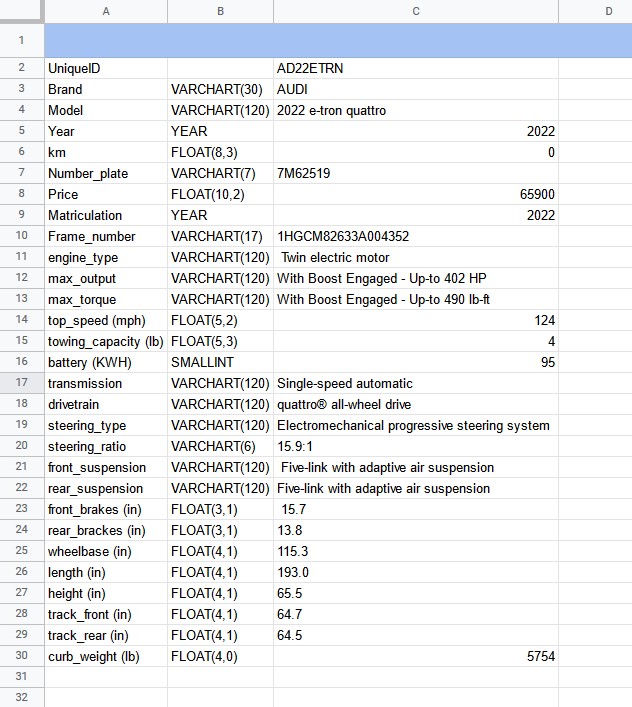 A B C D
1
2 UniqueID AD22ETRN
3 Brand VARCHART(30) AUDI
4 Model VARCHART(120) 2022 e-tron quattro
5 Year YEAR 2022
6 km FLOAT(8,3) 0
7 Number_plate VARCHART(7) 7M62519
8 Price FLOAT(10,2) 65900
9 Matriculation YEAR 2022
10 Frame_number VARCHART(17) 1HGCM82633A004352
11 engine_type VARCHART(120) Twin electric motor
12 max_output VARCHART(120) With Boost Engaged - Up-to 402 HP
13 max_torque VARCHART(120) With Boost Engaged - Up-to 490 lb-ft
14 top_speed (mph) FLOAT(5,2) 124
15 towing_capacity (lb) FLOAT(5,3) 4
16 battery (KWH) SMALLINT 95
17 transmission VARCHART(120) Single-speed automatic
18 drivetrain VARCHART(120) quattro® all-wheel drive
19 steering_type VARCHART(120) Electromechanical progressive steering system
20 steering_ratio VARCHART(6) 15.9:1
21 front_suspension VARCHART(120) Five-link with adaptive air suspension
22 rear_suspension VARCHART(120) Five-link with adaptive air suspension
23 front_brakes (in) FLOAT(3,1) 15.7
24 rear_brackes (in) FLOAT(3,1) 13.8
25 wheelbase (in) FLOAT(4,1) 115.3
26 length (in) FLOAT(4,1) 193.0
27 height (in) FLOAT(4,1) 65.5
28 track_front (in) FLOAT(4,1) 64.7
29 track_rear (in) FLOAT(4,1) 64.5
30 curb_weight (lb) FLOAT(4,0) 5754
31
32